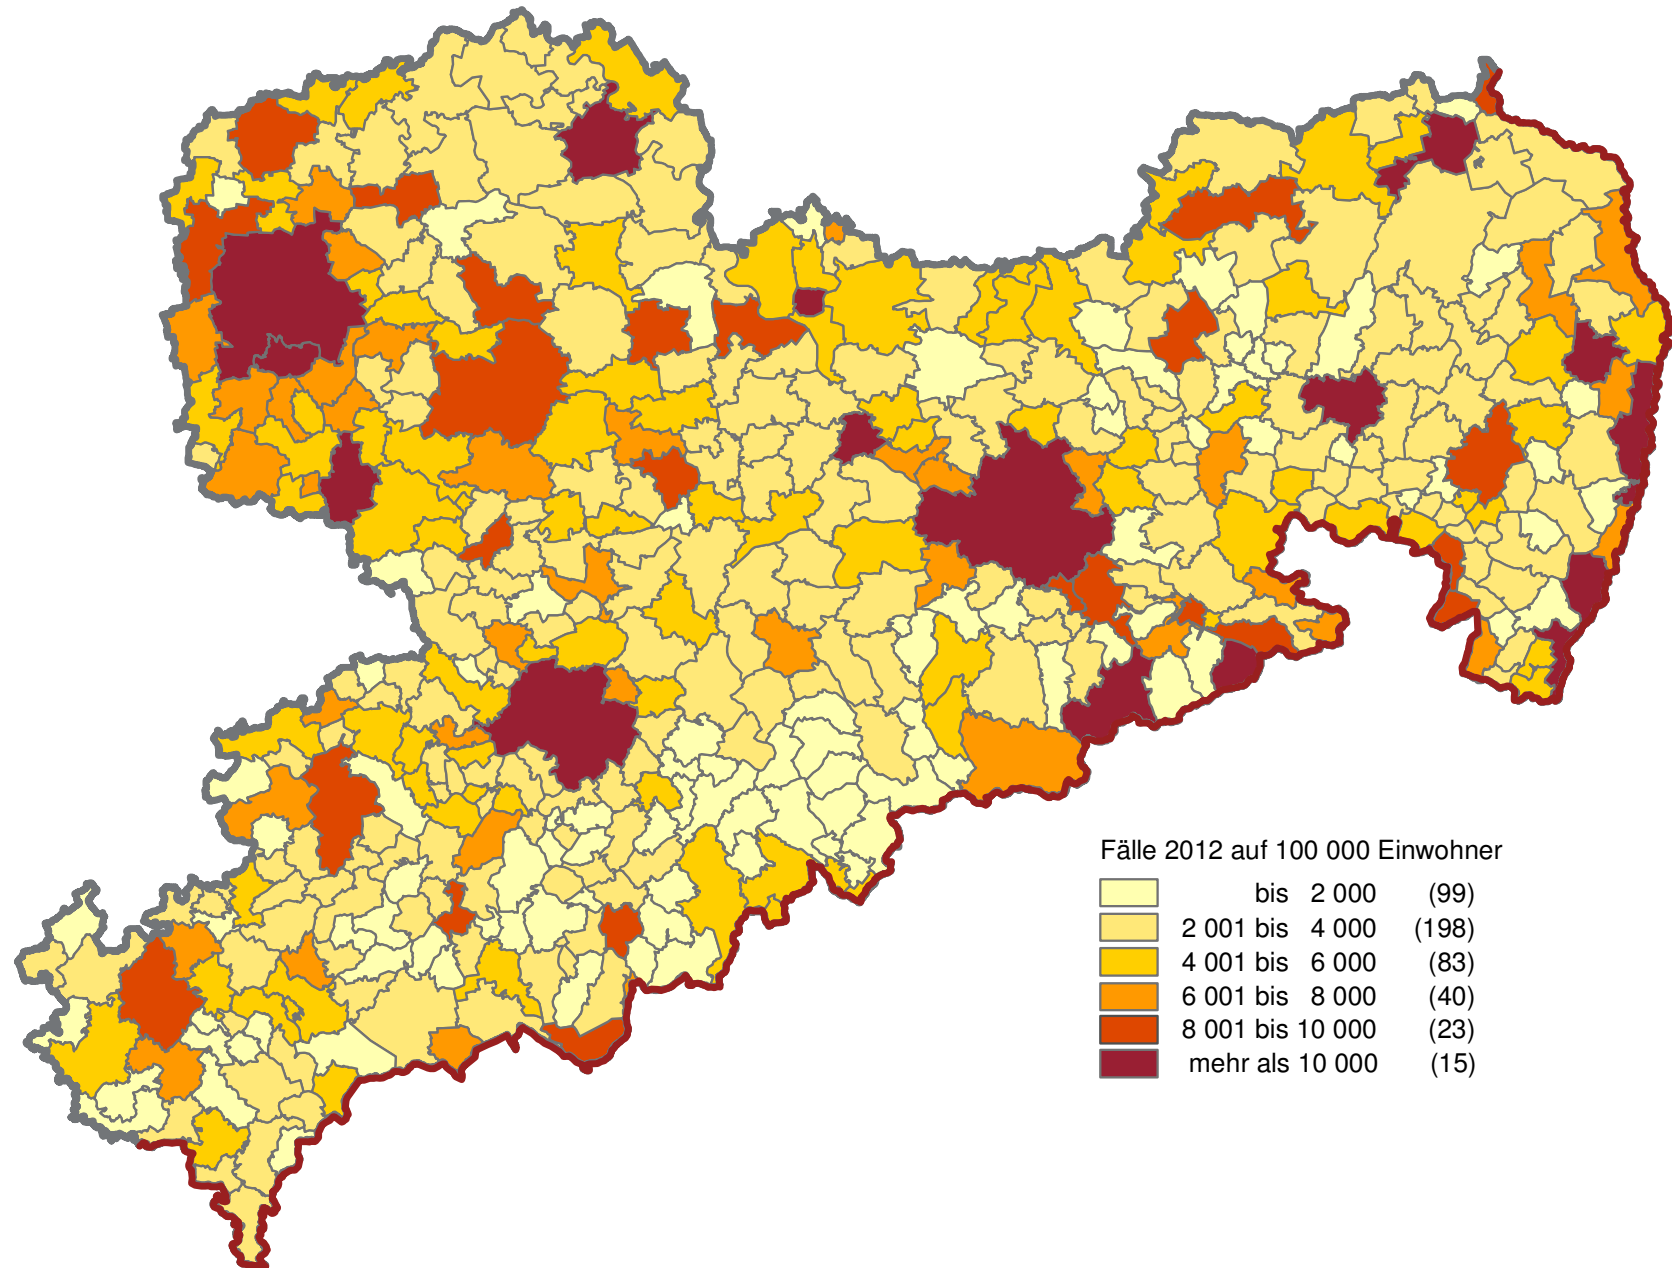 Fälle 2012 auf 100 000 Einwohner
bis 2 000 (99)
2 001 bis 4 000 (198)
4 001 bis 6 000 (83)
6 001 bis 8 000 (40)
8 001 bis 10 000 (23)
mehr als 10 000 (15)